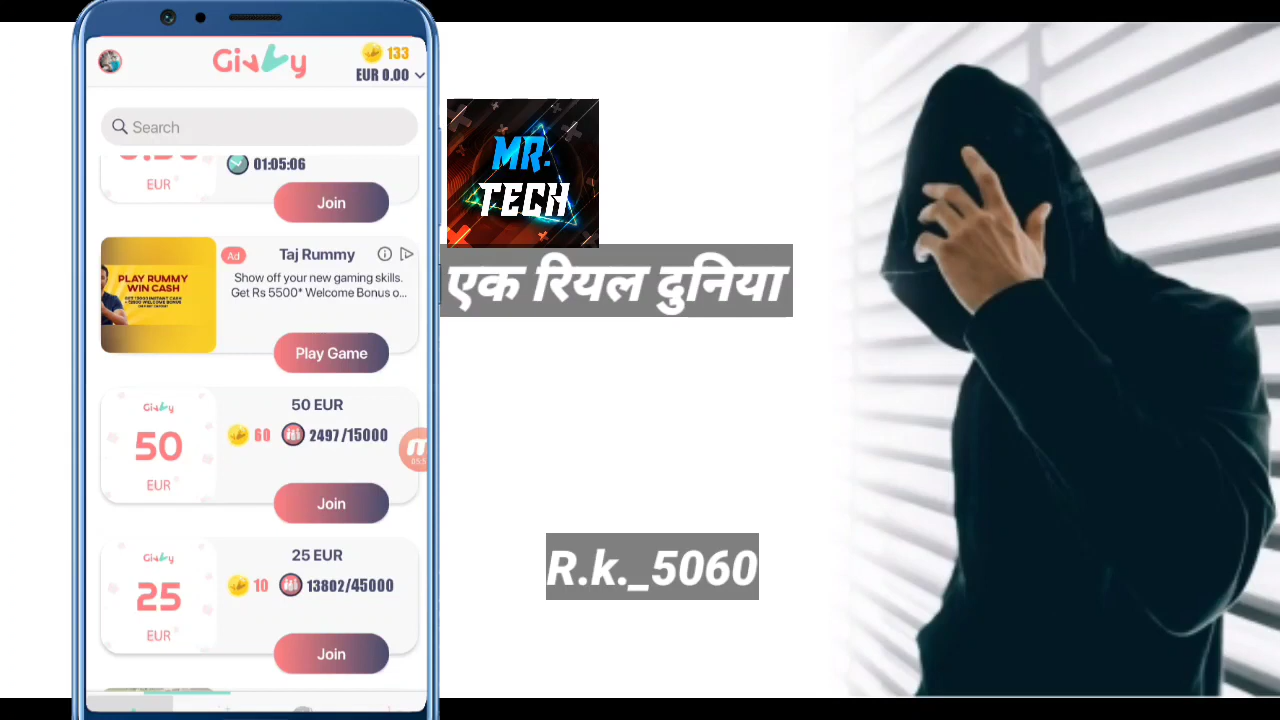 Givvy
133
EUR 0.00
Search
EUR
01:05:06
Join
PLAY RUMMY
WIN CASH
Ad
Taj Rummy
Show off your new gaming skills.
Get Rs 5500* Welcome Bonus o...
Play Game
Givvy
50
EUR
50 EUR
60
2497/15000
Join
Givvy
25
EUR
25 EUR
10
13802/45000
Join
MR.
TECH
एक रियल दुनिया
R.k._5060